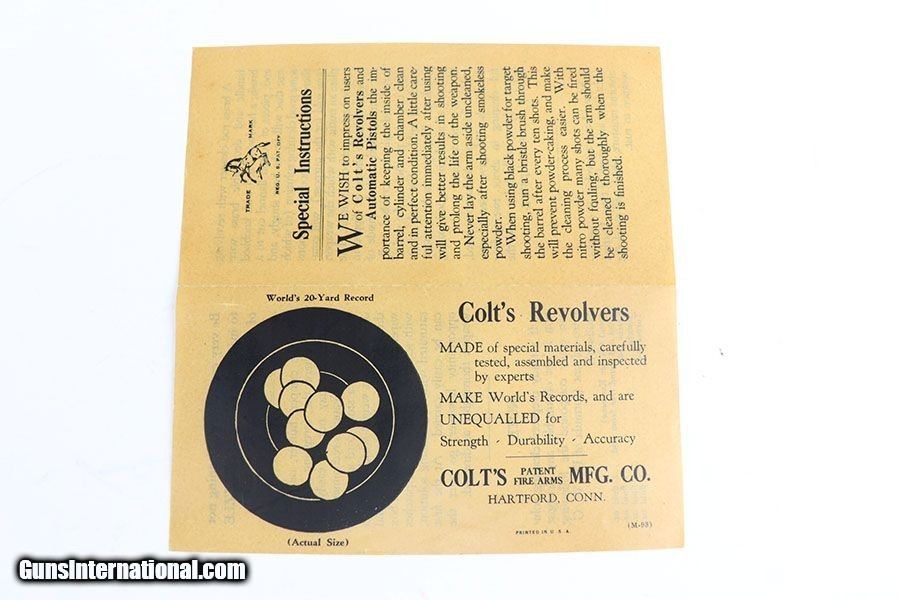 TRADE MARK
REG. U. S. PAT. OFF.
Special Instructions
WE WISH to impress on users
of Colt's Revolvers and
Automatic Pistols the im-
portance of keeping the inside of
barrel, cylinder and chamber clean
and in perfect condition. A little care-
ful attention immediately after using
will give better results in shooting
and prolong the life of the weapon.
Never lay the arm aside uncleaned,
especially after shooting smokeless
powder.
When using black powder for target
shooting, run a bristle brush through
the barrel after every ten shots. This
will prevent powder-caking, and make
the cleaning process easier. With
nitro powder many shots can be fired
without fouling, but the arm should
be cleaned thoroughly when the
shooting is finished.
World's 20-Yard Record
(Actual Size)
Colt's Revolvers
MADE of special materials, carefully
tested, assembled and inspected
by experts
MAKE World's Records, and are
UNEQUALLED for
Strength - Durability - Accuracy
COLT'S PATENT FIRE ARMS MFG. CO.
HARTFORD, CONN.
PRINTED IN U. S. A.
(M-93)
GunsInternational.com